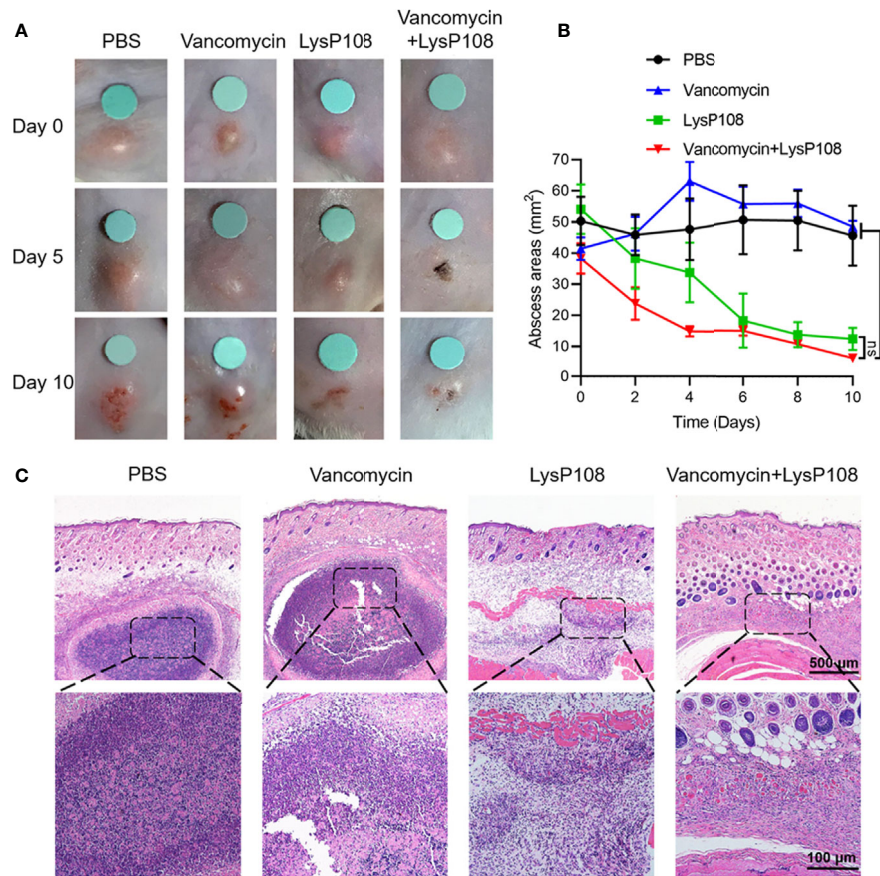 A
PBS
Vancomycin
LysP108
Vancomycin
+LysP108
Day 0
Day 5
Day 10
B
PBS
Vancomycin
LysP108
Vancomycin+LysP108
Abscess areas (mm²)
70
60
50
40
30
20
10
0
0 2 4 6 8 10
Time (Days)
ns
C
PBS
Vancomycin
LysP108
Vancomycin+LysP108
500 μm
100 μm